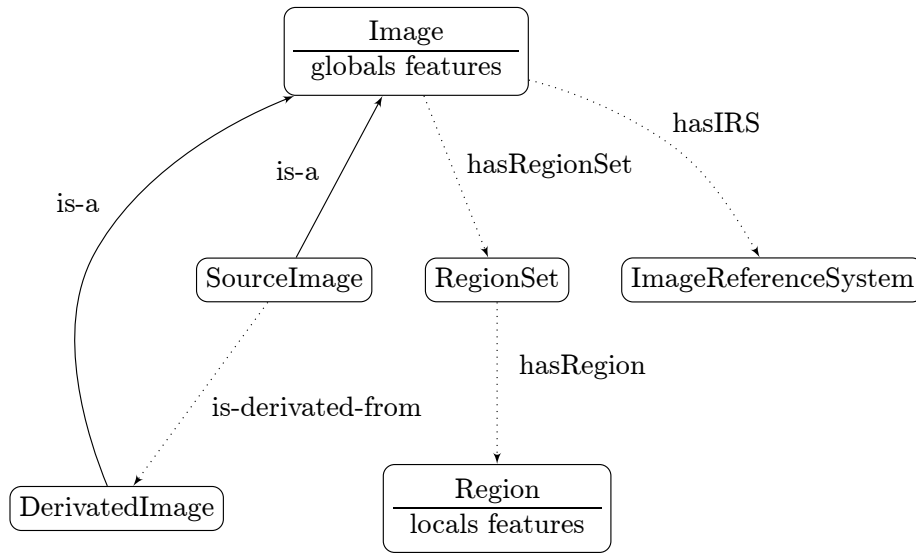 Image
globals features
hasIRS
hasRegionSet
is-a
is-a
SourceImage
RegionSet
ImageReferenceSystem
hasRegion
is-derivated-from
Region
DerivatedImage
locals features